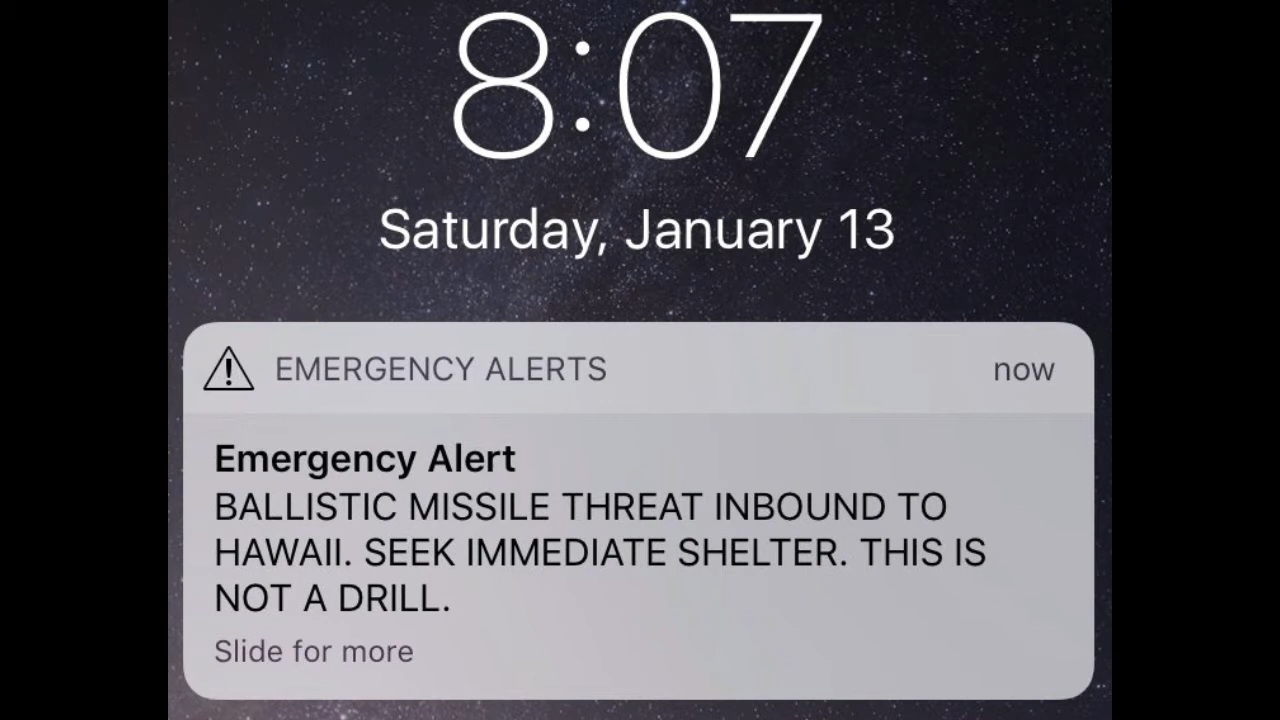 8:07
Saturday, January 13
EMERGENCY ALERTS now
Emergency Alert
BALLISTIC MISSILE THREAT INBOUND TO
HAWAII. SEEK IMMEDIATE SHELTER. THIS IS
NOT A DRILL.
Slide for more